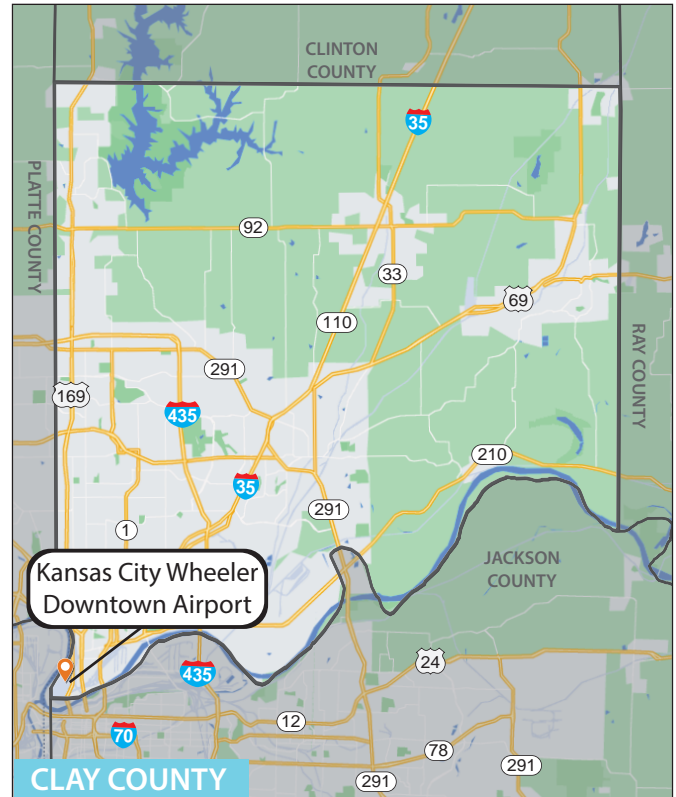 CLINTON
COUNTY
35
PLATTE COUNTY
92
33
69
110
RAY COUNTY
291
169
435
210
35
291
1
JACKSON
COUNTY
Kansas City Wheeler
Downtown Airport
24
435
12
70
78
291
291
CLAY COUNTY